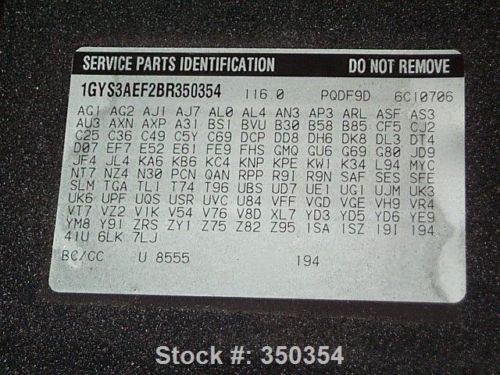 SERVICE PARTS IDENTIFICATION DO NOT REMOVE
1GYS3AEF2BR350354 116.0 PQDF9D 6C10706
AG1 AG2 AJ1 AJ7 AL0 AL4 AN3 AP3 ARL ASF AS3
AU3 AXN AXP A31 BS1 BVU B30 B58 B85 CF5 CJ2
C25 C36 C49 C5Y C69 DCP DD8 DH6 DK8 DL3 DT4
D07 EF7 E52 E61 FE9 FHS GMQ GU6 G69 G80 JD9
JF4 JL4 KA6 KB6 KC4 KNP KPE KW1 K34 L94 MYC
NT7 NZ4 N30 PCN QAN RPP R91 R9N SAF SES SFE
SLM TGA TL1 T74 T96 UBS UD7 UE1 UG1 UJM UK3
UK6 UPF UQS USR UVC U84 VFF VGD VGE VH9 VR4
VT7 VZ2 V1K V54 V76 V8D XL7 YD3 YD5 YD6 YE9
YM8 Y91 ZRS ZY1 Z75 Z82 Z95 1SA 1SZ 191 194
41U 6LK 7LJ
BC/CC U 8555 194
Stock #: 350354